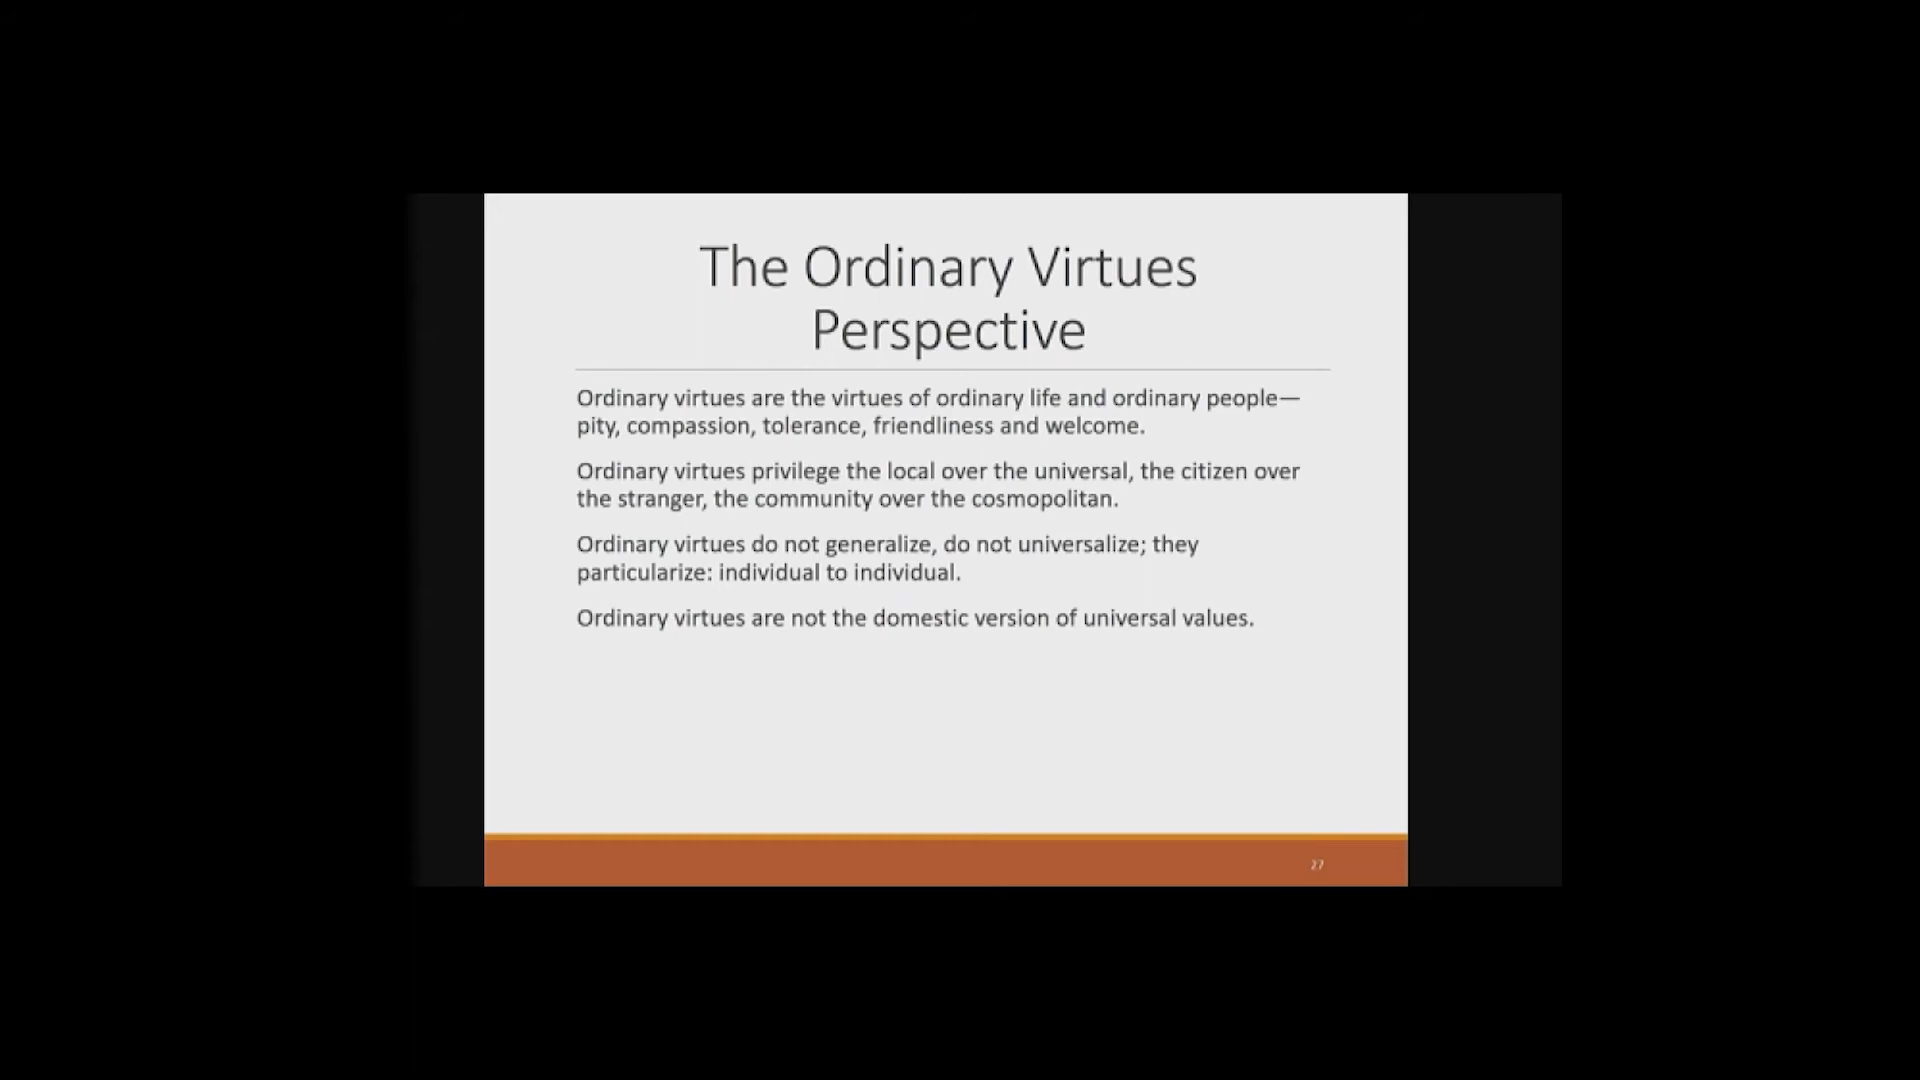 The Ordinary Virtues
Perspective
Ordinary virtues are the virtues of ordinary life and ordinary people—
pity, compassion, tolerance, friendliness and welcome.
Ordinary virtues privilege the local over the universal, the citizen over
the stranger, the community over the cosmopolitan.
Ordinary virtues do not generalize, do not universalize; they
particularize: individual to individual.
Ordinary virtues are not the domestic version of universal values.
27